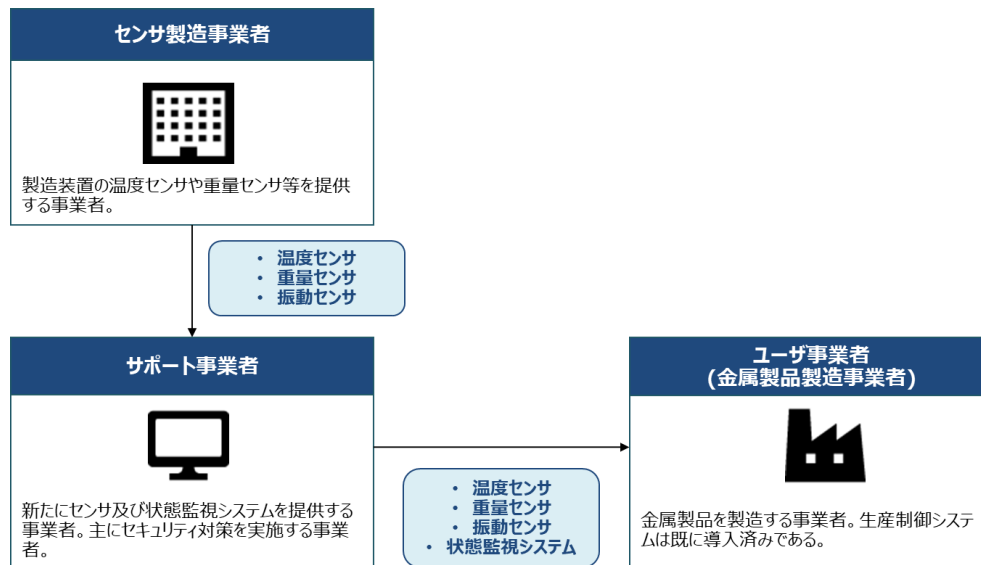 センサ製造事業者
製造装置の温度センサや重量センサ等を提供
する事業者。
• 温度センサ
• 重量センサ
• 振動センサ
サポート事業者
新たにセンサ及び状態監視システムを提供する
事業者。主にセキュリティ対策を実施する事業
者。
• 温度センサ
• 重量センサ
• 振動センサ
• 状態監視システム
ユーザ事業者
(金属製品製造事業者)
金属製品を製造する事業者。生産制御システ
ムは既に導入済みである。